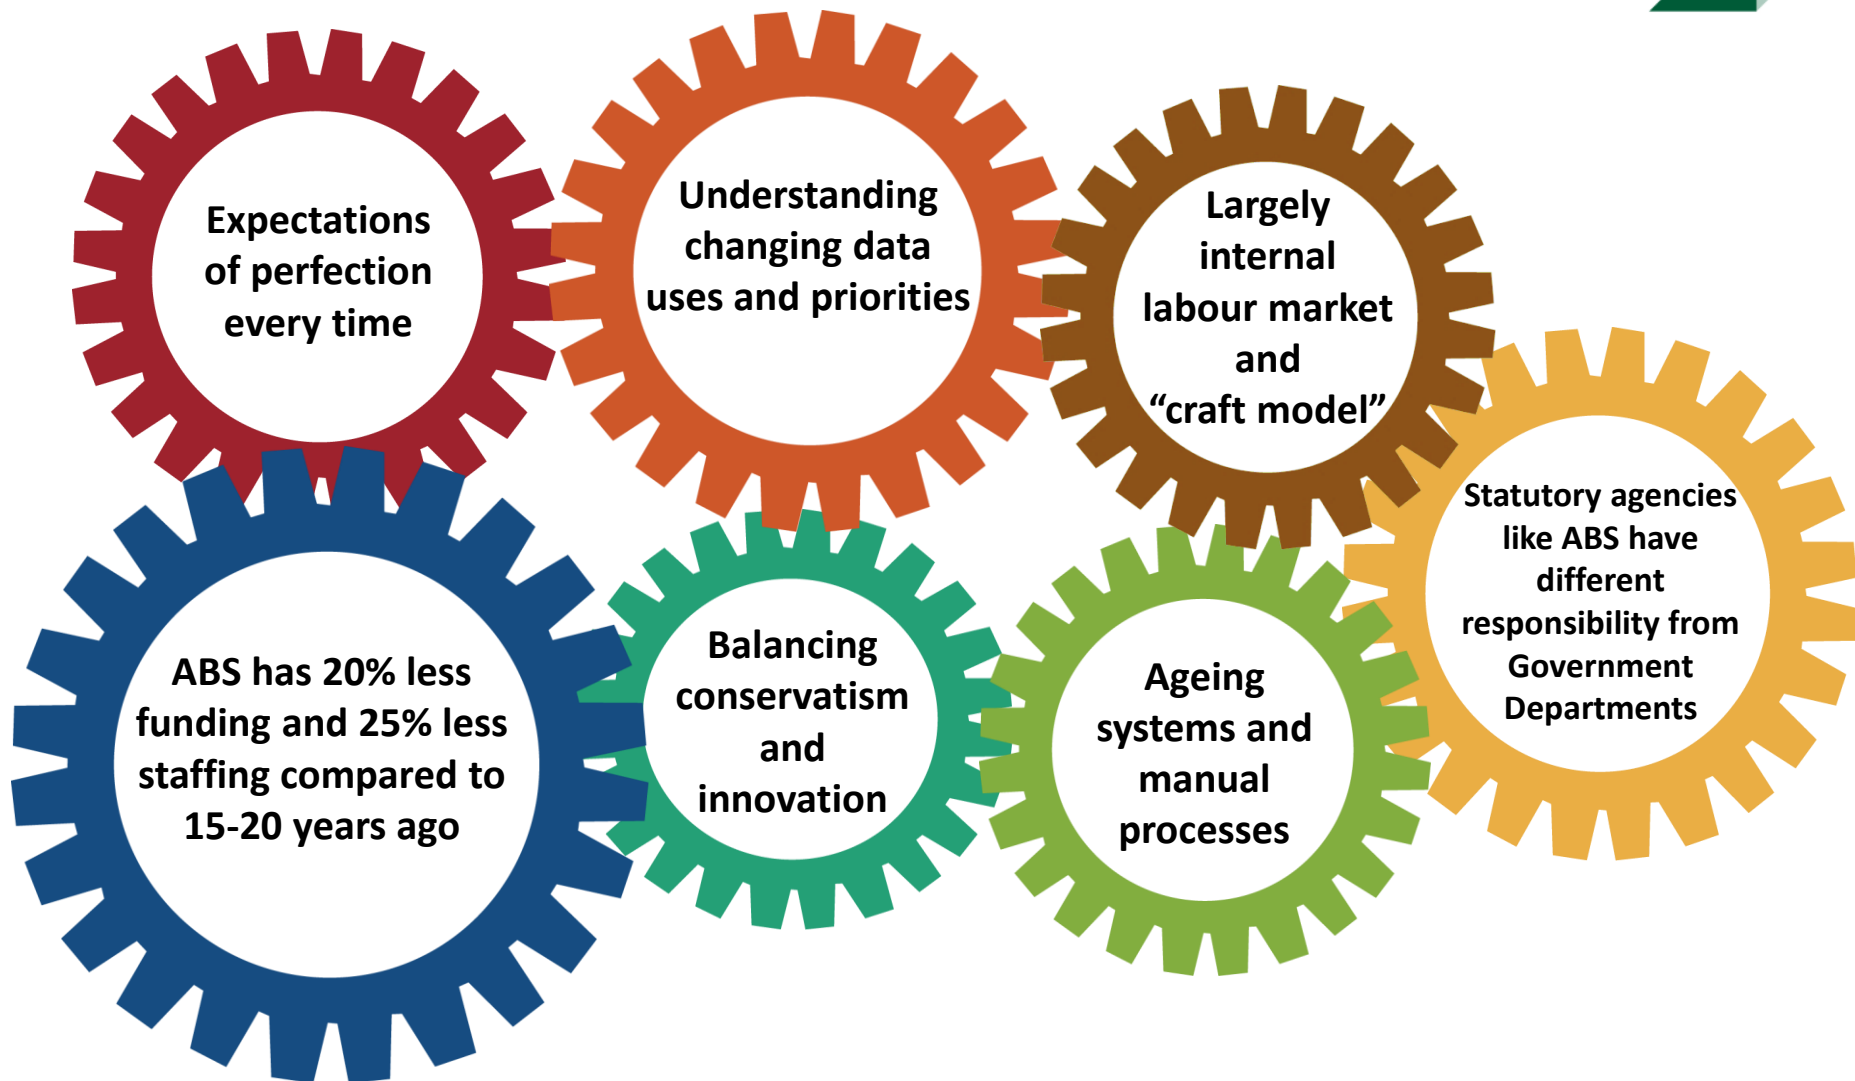 Expectations
of perfection
every time
Understanding
changing data
uses and priorities
Largely
internal
labour market
and
“craft model”
Statutory agencies
like ABS have
different
responsibility from
Government
Departments
ABS has 20% less
funding and 25% less
staffing compared to
15-20 years ago
Balancing
conservatism
and
innovation
Ageing
systems and
manual
processes